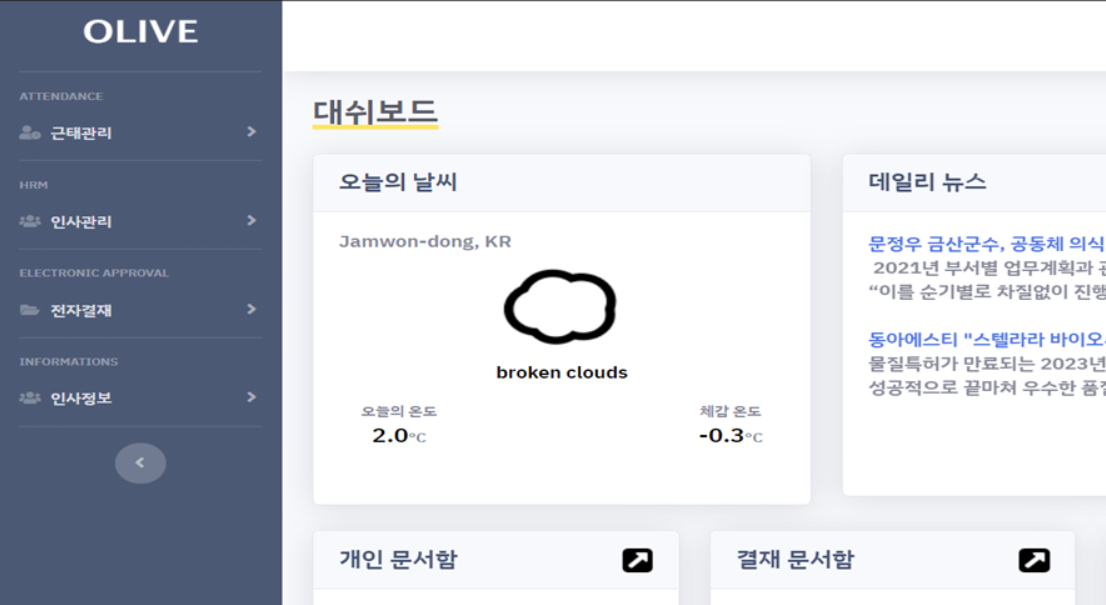 OLIVE
ATTENDANCE
근태관리
HRM
인사관리
ELECTRONIC APPROVAL
전자결재
INFORMATIONS
인사정보
대쉬보드
오늘의 날씨
Jamwon-dong, KR
broken clouds
오늘의 온도
2.0°C
체감 온도
-0.3°C
데일리 뉴스
문정우 금산군수, 공동체 의식
2021년 부서별 업무계획과
“이를 순기별로 차질없이 진행
동아에스티 "스텔라라 바이오
물질특허가 만료되는 2023년
성공적으로 끝마쳐 우수한 품질
개인 문서함
결재 문서함